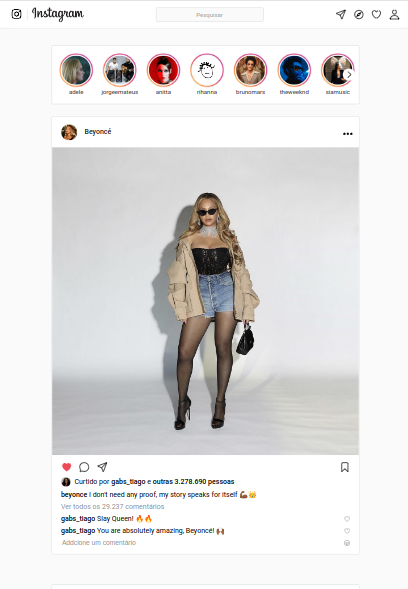 Instagram
Pesquisar
adele jorgeemateus anitta rihanna brunomars theweeknd siamusic
Beyoncé
Curtido por gabs_tiago e outras 3.278.690 pessoas
beyonce I don't need any proof, my story speaks for itself 💪🏾👑
Ver todos os 29.237 comentários
gabs_tiago Slay Queen! 🔥🔥
gabs_tiago You are absolutely amazing, Beyoncé! 🙌🏾
Addcione um comentário